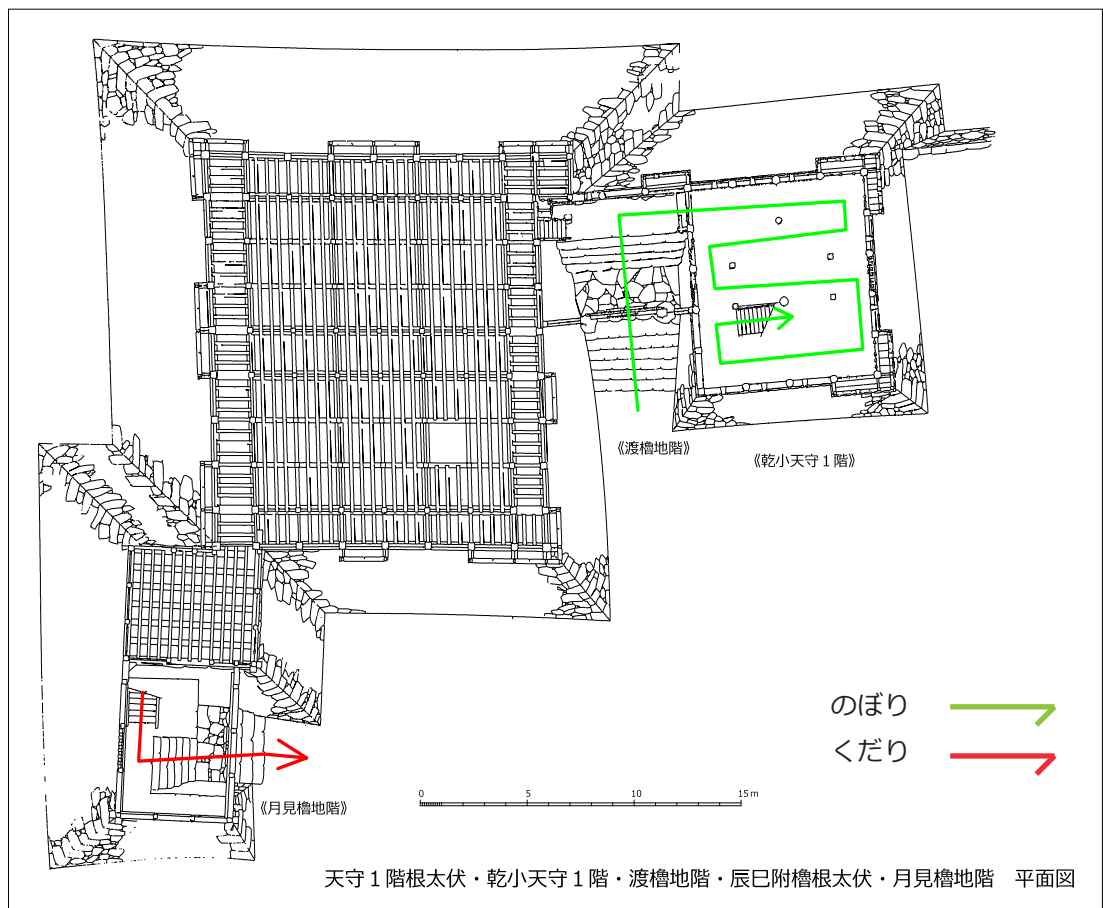 《渡櫓地階》
《乾小天守１階》
のぼり
くだり
0 5 10 15m
《月見櫓地階》
天守１階根太伏・乾小天守１階・渡櫓地階・辰巳附櫓根太伏・月見櫓地階　平面図